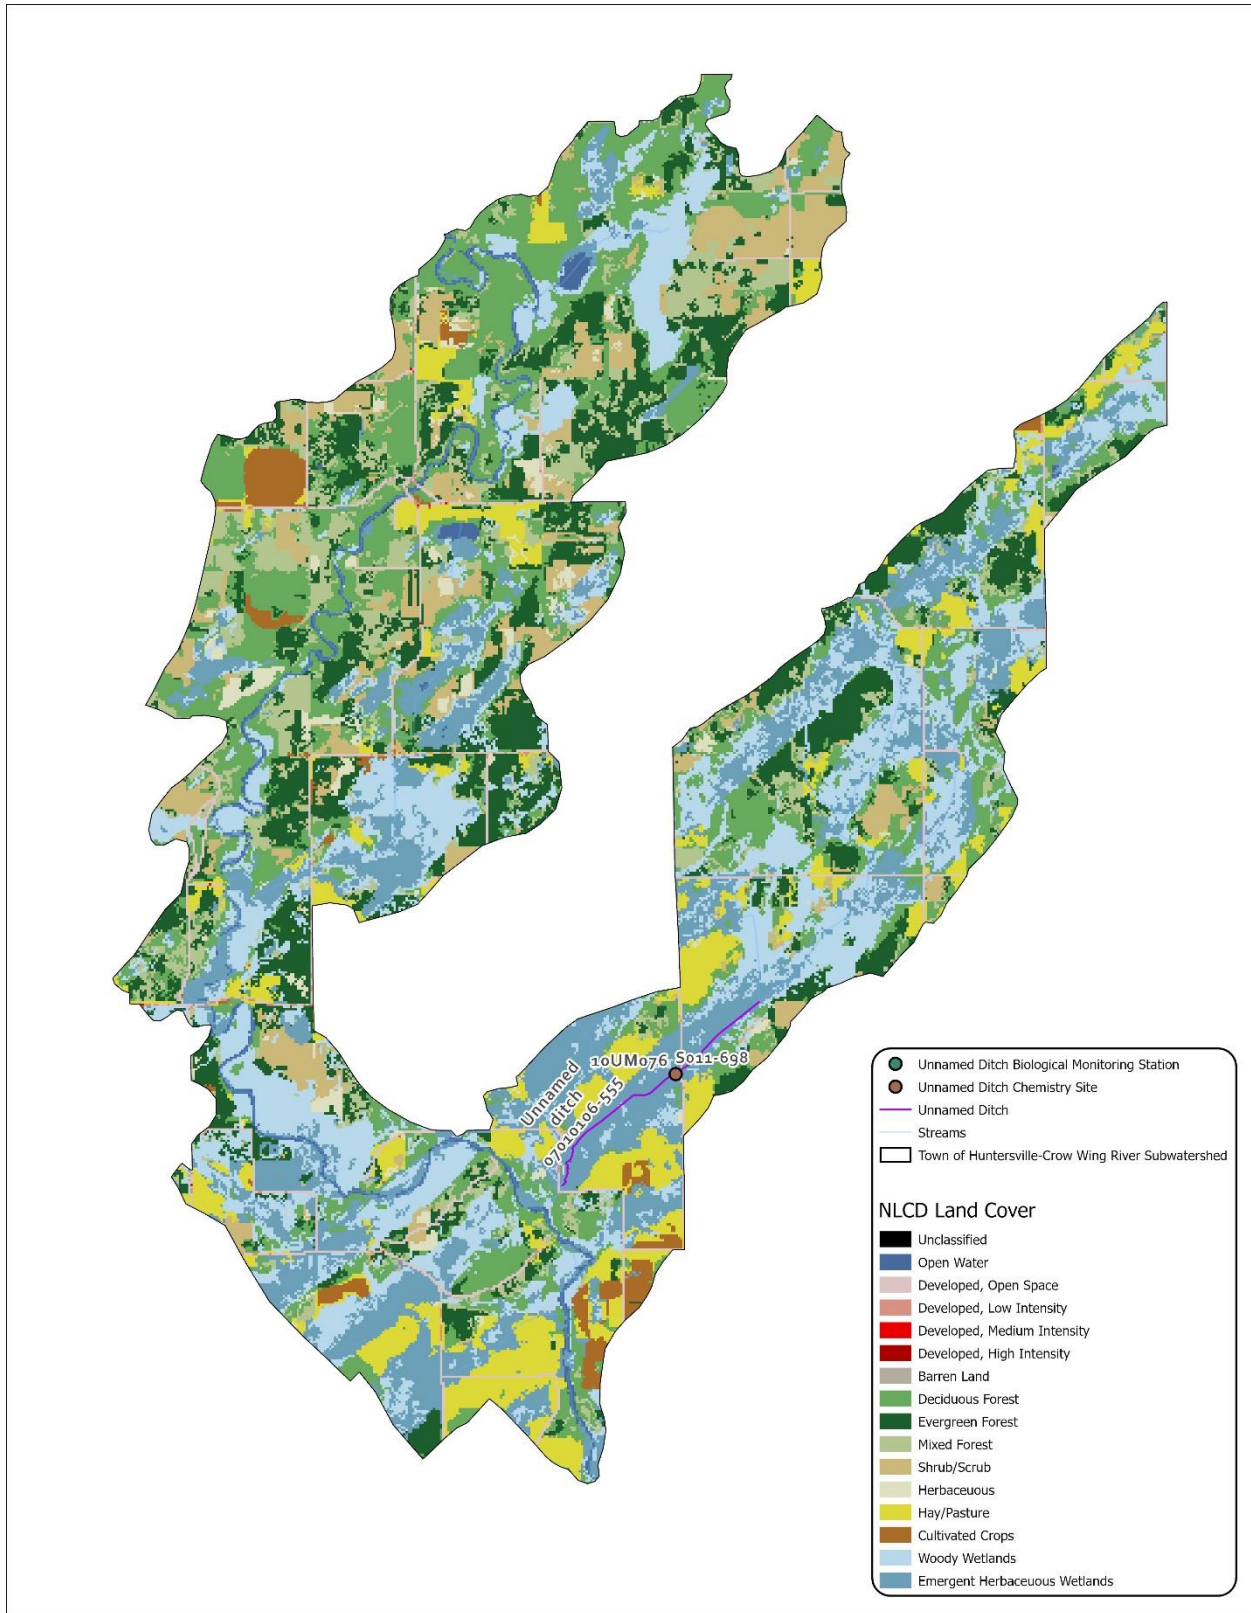 10UM076 S011-698
Unnamed
ditch
07010106-555
Unnamed Ditch Biological Monitoring Station
Unnamed Ditch Chemistry Site
Unnamed Ditch
Streams
Town of Huntersville-Crow Wing River Subwatershed
NLCD Land Cover
Unclassified
Open Water
Developed, Open Space
Developed, Low Intensity
Developed, Medium Intensity
Developed, High Intensity
Barren Land
Deciduous Forest
Evergreen Forest
Mixed Forest
Shrub/Scrub
Herbaceuous
Hay/Pasture
Cultivated Crops
Woody Wetlands
Emergent Herbaceuous Wetlands